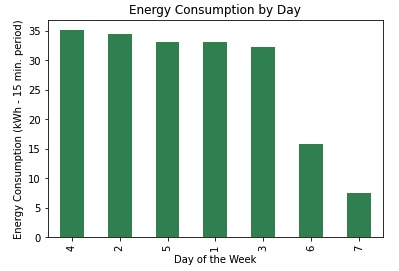 Energy Consumption by Day
Energy Consumption (kWh - 15 min. period)
35
30
25
20
15
10
5
0
4 2 5 1 3 6 7
Day of the Week